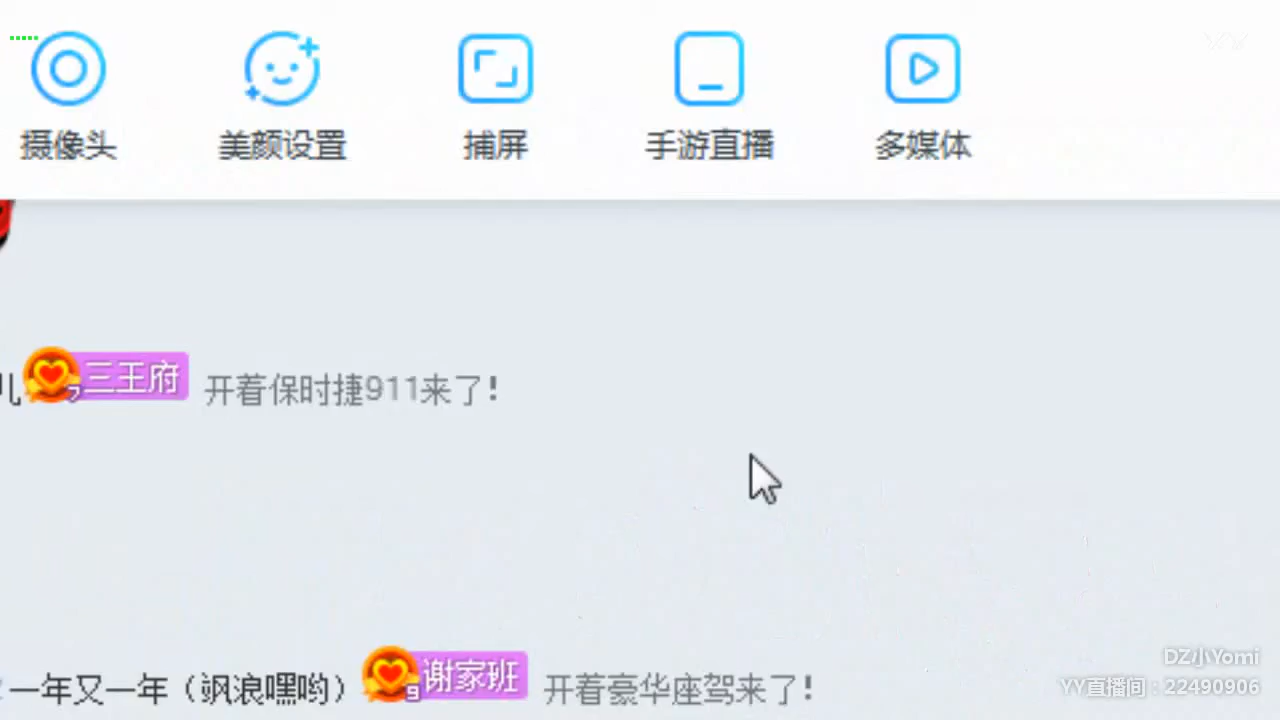 摄像头 美颜设置 捕屏 手游直播 多媒体
儿 7 三王府 开着保时捷911来了!
一年又一年（飒浪嘿哟） 9 谢家班 开着豪华座驾来了!
DZ小Yomi
YY直播间 : 22490906